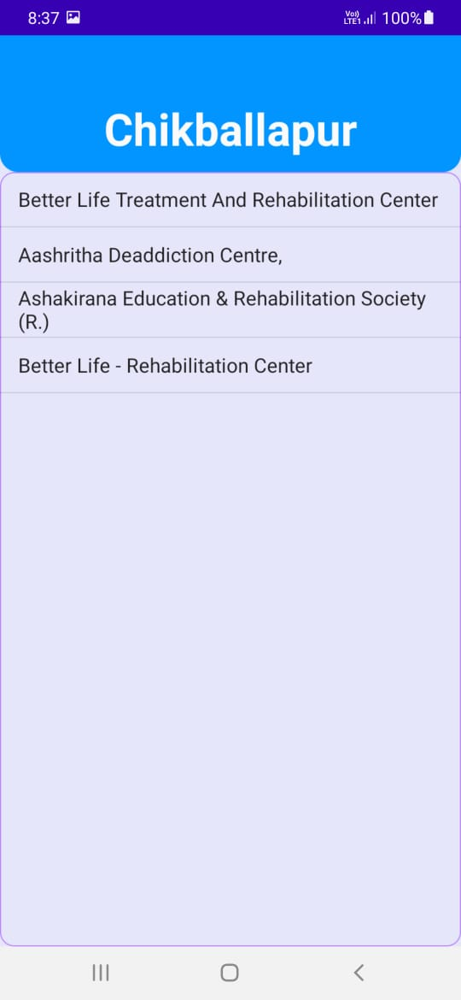 8:37
Vo)) LTE1 100%
Chikballapur
Better Life Treatment And Rehabilitation Center
Aashritha Deaddiction Centre,
Ashakirana Education & Rehabilitation Society
(R.)
Better Life - Rehabilitation Center